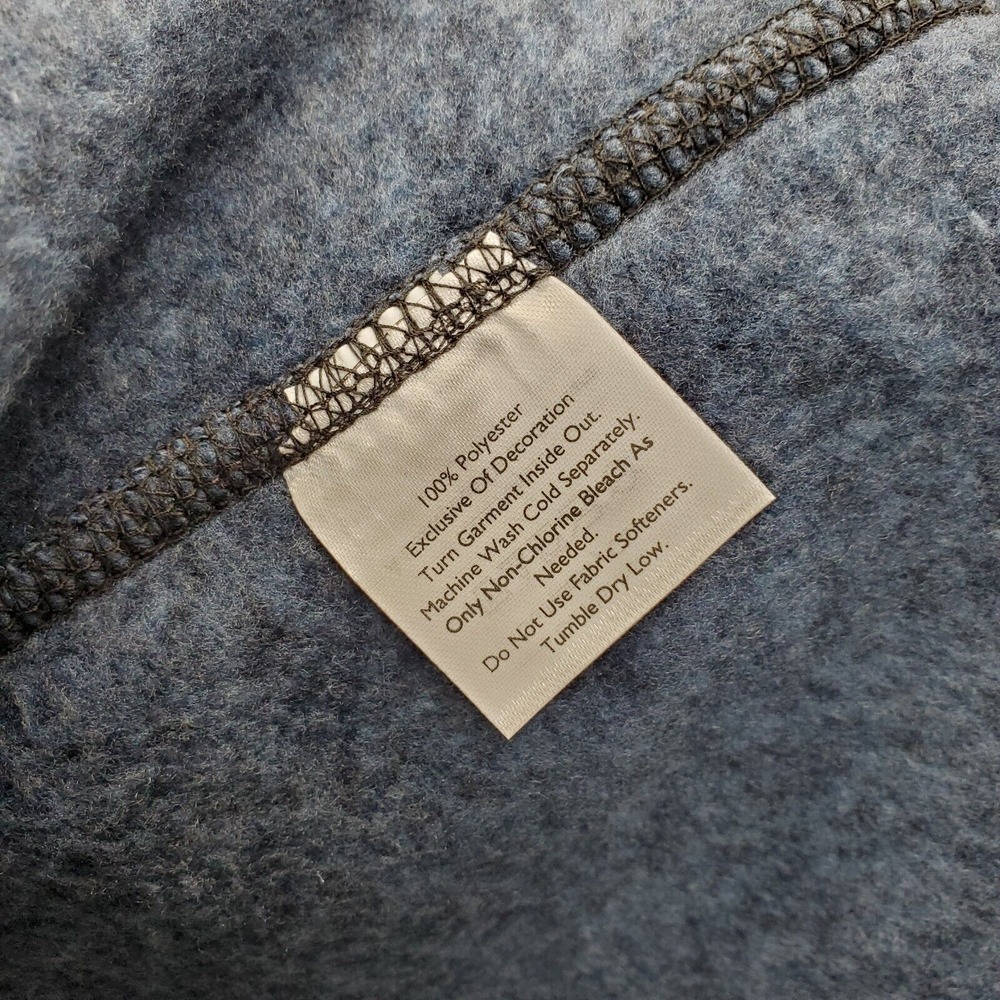 100% Polyester
Exclusive Of Decoration
Turn Garment Inside Out.
Machine Wash Cold Separately.
Only Non-Chlorine Bleach As
Needed.
Do Not Use Fabric Softeners.
Tumble Dry Low.